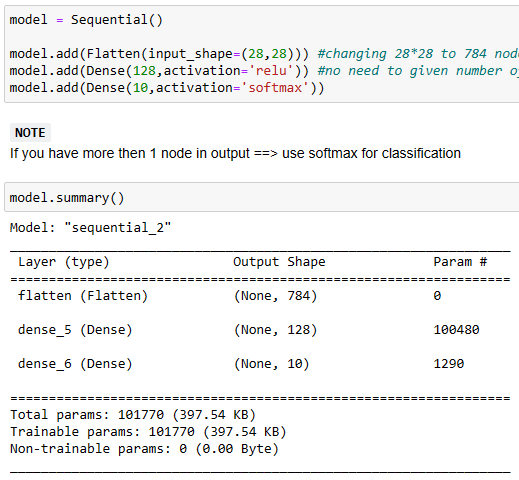 model = Sequential()
model.add(Flatten(input_shape=(28,28))) #changing 28*28 to 784
model.add(Dense(128,activation='relu')) #no need to given number
model.add(Dense(10,activation='softmax'))
NOTE
If you have more then 1 node in output ==> use softmax for classification
model.summary()
Model: "sequential_2"
Layer (type) Output Shape Param #
flatten (Flatten) (None, 784) 0
dense_5 (Dense) (None, 128) 100480
dense_6 (Dense) (None, 10) 1290
Total params: 101770 (397.54 KB)
Trainable params: 101770 (397.54 KB)
Non-trainable params: 0 (0.00 Byte)